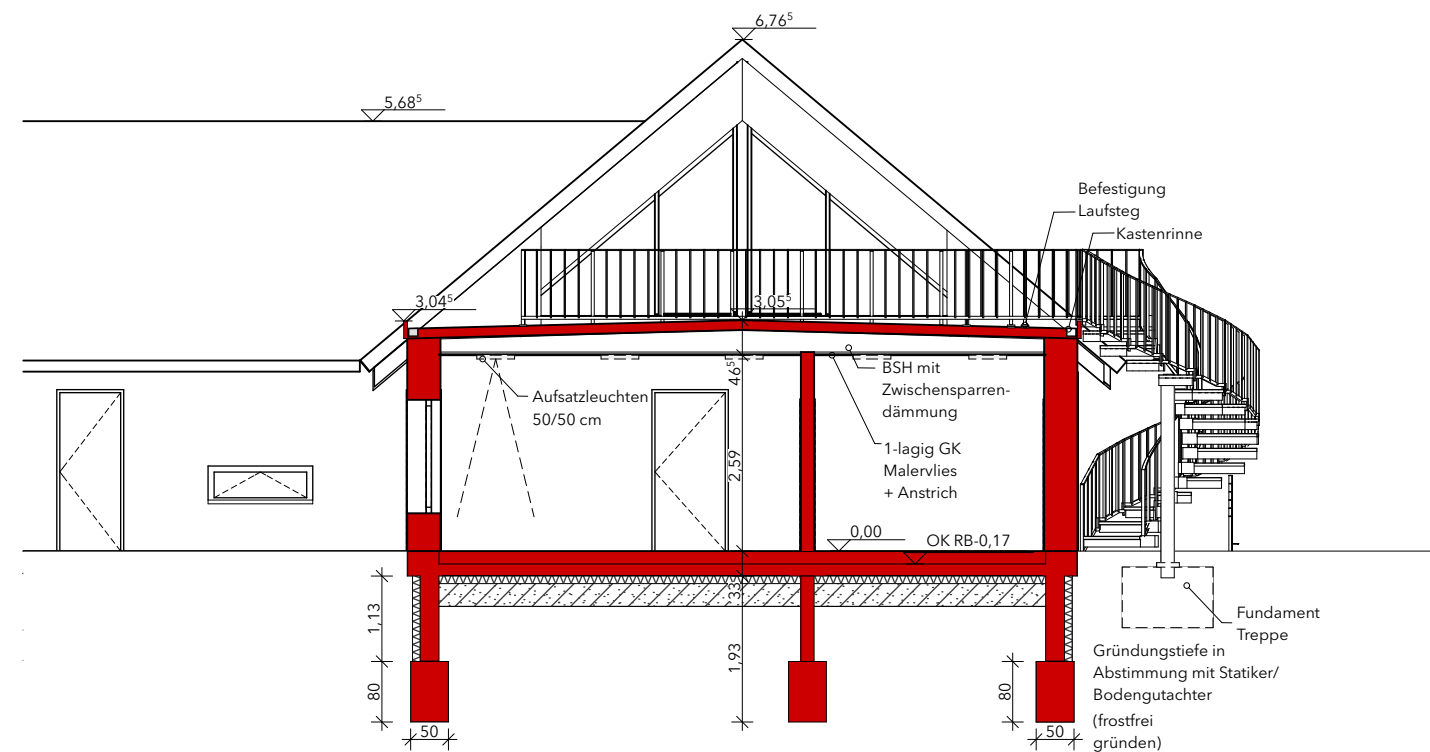 6,76⁵
5,68⁵
Befestigung
Laufsteg
Kastenrinne
3,04⁵
3,05⁵
46⁵
BSH mit
Zwischensparren-
dämmung
Aufsatzleuchten
50/50 cm
1-lagig GK
Malervlies
+ Anstrich
2,59
0,00
OK RB-0,17
33⁵
1,13
Fundament
Treppe
1,93
Gründungstiefe in
Abstimmung mit Statiker/
Bodengutachter
(frostfrei
gründen)
80
80
50
50